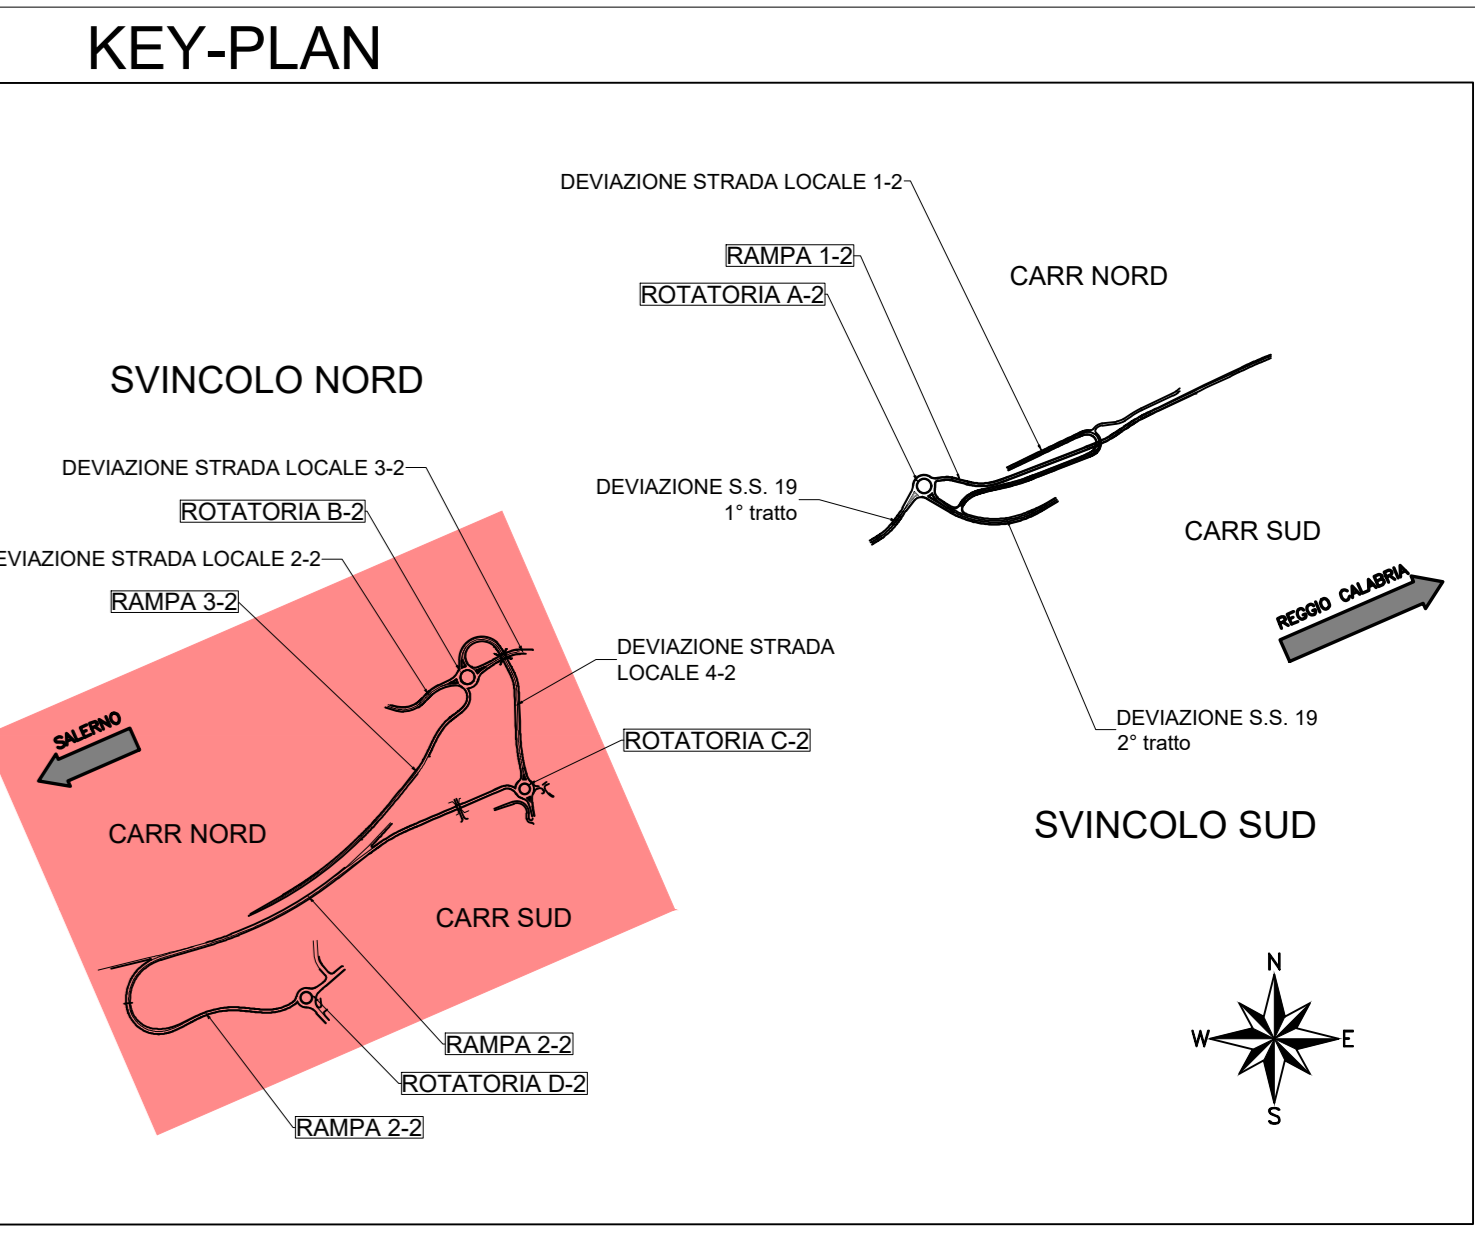 KEY-PLAN
DEVIAZIONE STRADA LOCALE 1-2
RAMPA 1-2
CARR NORD
ROTATORIA A-2
SVINCOLO NORD
DEVIAZIONE STRADA LOCALE 3-2
DEVIAZIONE S.S. 19
1° tratto
ROTATORIA B-2
CARR SUD
EVIAZIONE STRADA LOCALE 2-2
REGGIO CALABRIA
RAMPA 3-2
DEVIAZIONE STRADA
LOCALE 4-2
SALERNO
DEVIAZIONE S.S. 19
2° tratto
ROTATORIA C-2
CARR NORD
SVINCOLO SUD
CARR SUD
N
W
E
S
RAMPA 2-2
ROTATORIA D-2
RAMPA 2-2